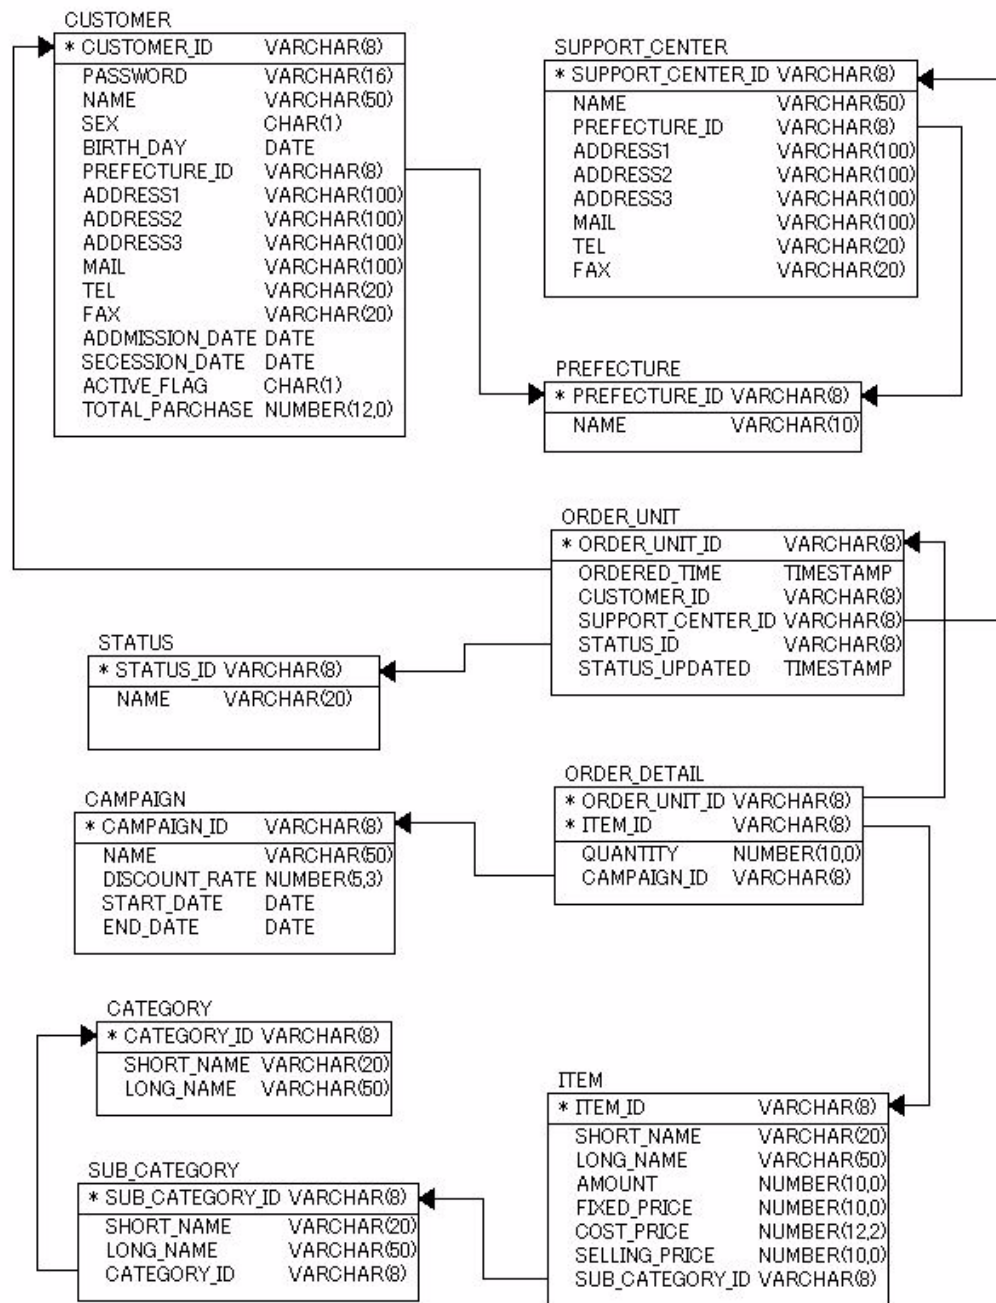 CUSTOMER
* CUSTOMER_ID VARCHAR(8)
PASSWORD VARCHAR(16)
NAME VARCHAR(50)
SEX CHAR(1)
BIRTH_DAY DATE
PREFECTURE_ID VARCHAR(8)
ADDRESS1 VARCHAR(100)
ADDRESS2 VARCHAR(100)
ADDRESS3 VARCHAR(100)
MAIL VARCHAR(100)
TEL VARCHAR(20)
FAX VARCHAR(20)
ADDMISSION_DATE DATE
SECESSION_DATE DATE
ACTIVE_FLAG CHAR(1)
TOTAL_PARCHASE NUMBER(12,0)
SUPPORT_CENTER
* SUPPORT_CENTER_ID VARCHAR(8)
NAME VARCHAR(50)
PREFECTURE_ID VARCHAR(8)
ADDRESS1 VARCHAR(100)
ADDRESS2 VARCHAR(100)
ADDRESS3 VARCHAR(100)
MAIL VARCHAR(100)
TEL VARCHAR(20)
FAX VARCHAR(20)
PREFECTURE
* PREFECTURE_ID VARCHAR(8)
NAME VARCHAR(10)
ORDER_UNIT
* ORDER_UNIT_ID VARCHAR(8)
ORDERED_TIME TIMESTAMP
CUSTOMER_ID VARCHAR(8)
SUPPORT_CENTER_ID VARCHAR(8)
STATUS_ID VARCHAR(8)
STATUS_UPDATED TIMESTAMP
STATUS
* STATUS_ID VARCHAR(8)
NAME VARCHAR(20)
ORDER_DETAIL
* ORDER_UNIT_ID VARCHAR(8)
* ITEM_ID VARCHAR(8)
QUANTITY NUMBER(10,0)
CAMPAIGN_ID VARCHAR(8)
CAMPAIGN
* CAMPAIGN_ID VARCHAR(8)
NAME VARCHAR(50)
DISCOUNT_RATE NUMBER(5,3)
START_DATE DATE
END_DATE DATE
CATEGORY
* CATEGORY_ID VARCHAR(8)
SHORT_NAME VARCHAR(20)
LONG_NAME VARCHAR(50)
ITEM
* ITEM_ID VARCHAR(8)
SHORT_NAME VARCHAR(20)
LONG_NAME VARCHAR(50)
AMOUNT NUMBER(10,0)
FIXED_PRICE NUMBER(10,0)
COST_PRICE NUMBER(12,2)
SELLING_PRICE NUMBER(10,0)
SUB_CATEGORY_ID VARCHAR(8)
SUB_CATEGORY
* SUB_CATEGORY_ID VARCHAR(8)
SHORT_NAME VARCHAR(20)
LONG_NAME VARCHAR(50)
CATEGORY_ID VARCHAR(8)